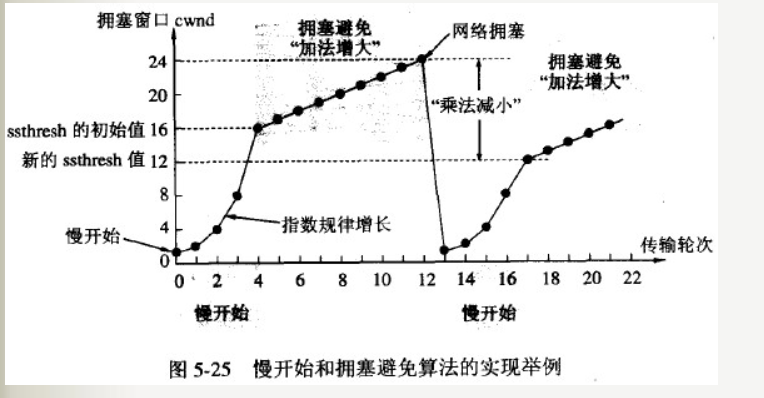 拥塞窗口 cwnd
拥塞避免
“加法增大”
网络拥塞
24
拥塞避免
“加法增大”
20
“乘法减小”
ssthresh 的初始值 16
新的 ssthresh 值 12
8
指数规律增长
慢开始
4
传输轮次
0
0 2 4 6 8 10 12 14 16 18 20 22
慢开始
慢开始
图 5-25 慢开始和拥塞避免算法的实现举例